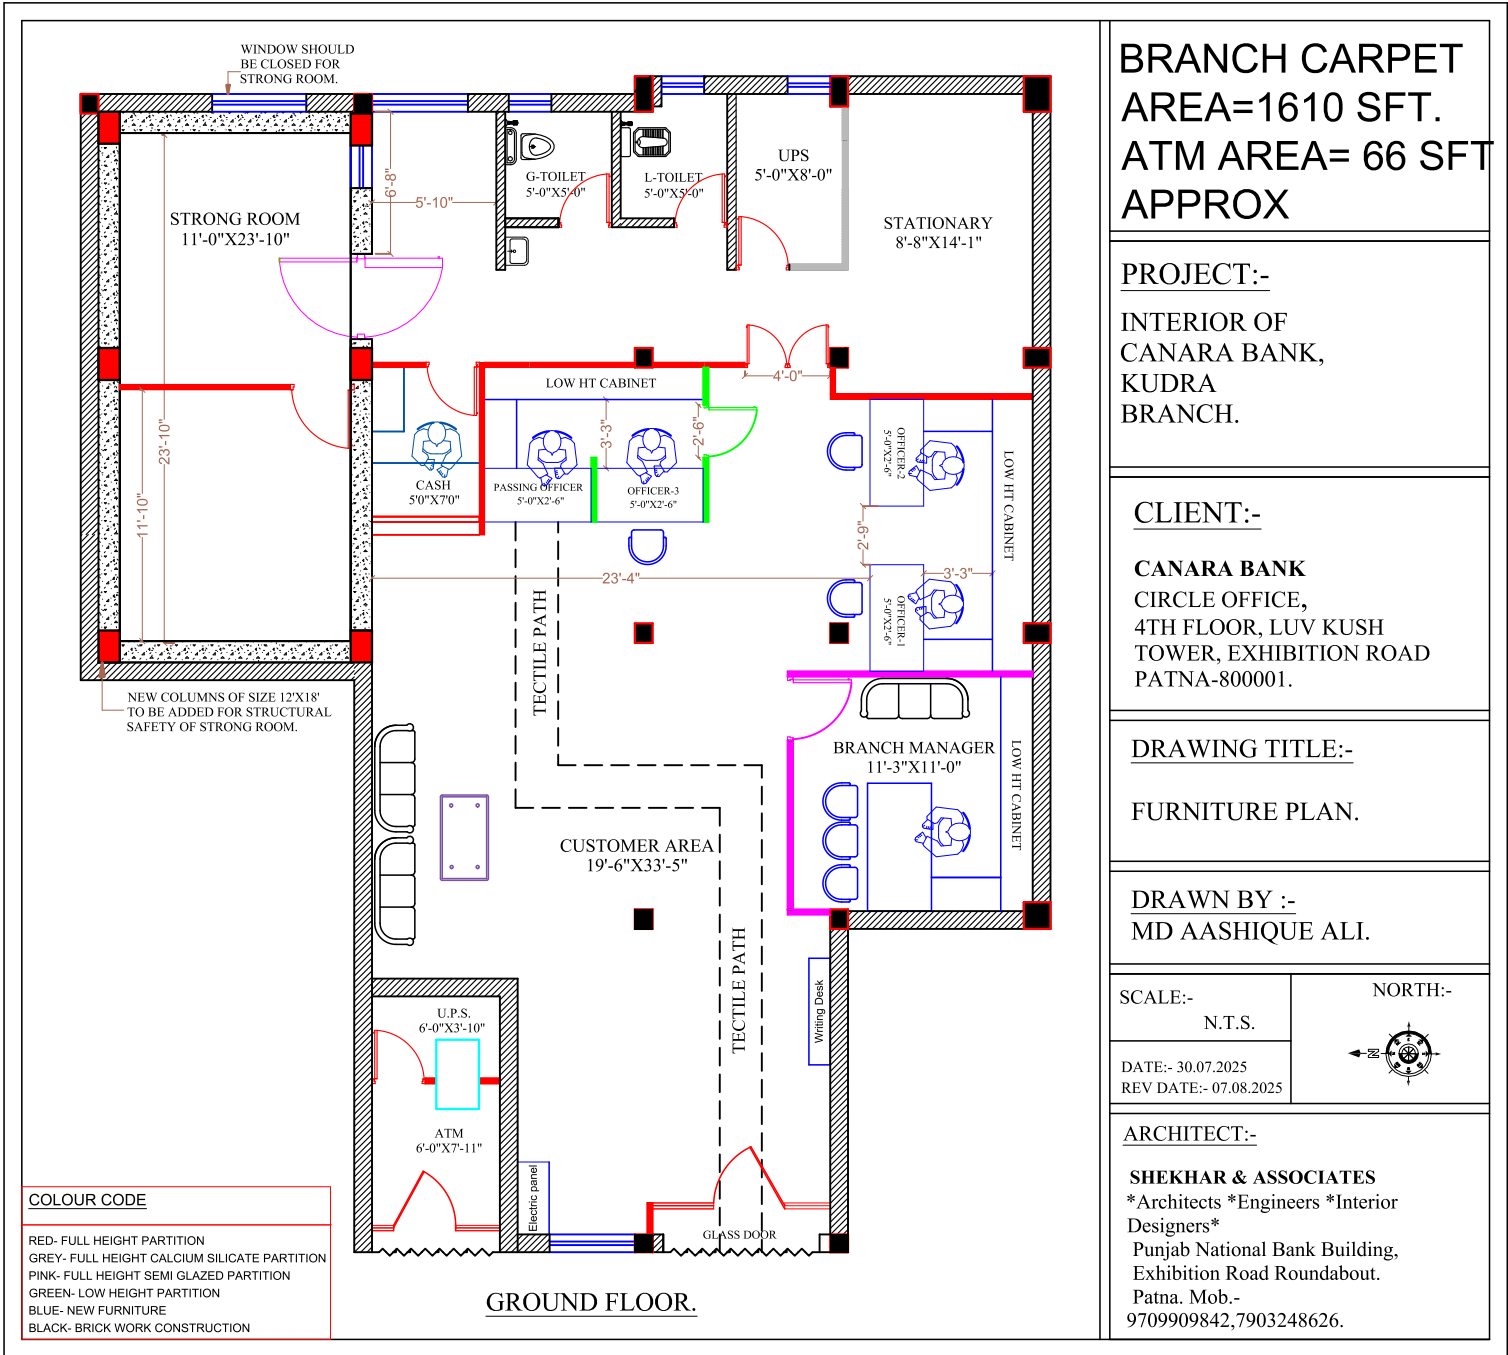 WINDOW SHOULD
BE CLOSED FOR
STRONG ROOM.
STRONG ROOM
11'-0"X23'-10"
6'-8"
5'-10"
G-TOILET
5'-0"X5'-0"
L-TOILET
5'-0"X5'-0"
UPS
5'-0"X8'-0"
STATIONARY
8'-8"X14'-1"
4'-0"
LOW HT CABINET
23'-10"
11'-10"
CASH
5'0"X7'0"
3'-3"
2'-6"
PASSING OFFICER
5'-0"X2'-6"
OFFICER-3
5'-0"X2'-6"
OFFICER-2
5'-0"X2'-6"
LOW HT CABINET
2'-9"
3'-3"
23'-4"
OFFICER-1
5'-0"X2'-6"
TECTILE PATH
NEW COLUMNS OF SIZE 12'X18'
TO BE ADDED FOR STRUCTURAL
SAFETY OF STRONG ROOM.
BRANCH MANAGER
11'-3"X11'-0"
LOW HT CABINET
CUSTOMER AREA
19'-6"X33'-5"
TECTILE PATH
Writing Desk
U.P.S.
6'-0"X3'-10"
ATM
6'-0"X7'-11"
Electric panel
GLASS DOOR
GROUND FLOOR.
COLOUR CODE
RED- FULL HEIGHT PARTITION
GREY- FULL HEIGHT CALCIUM SILICATE PARTITION
PINK- FULL HEIGHT SEMI GLAZED PARTITION
GREEN- LOW HEIGHT PARTITION
BLUE- NEW FURNITURE
BLACK- BRICK WORK CONSTRUCTION
BRANCH CARPET
AREA=1610 SFT.
ATM AREA= 66 SFT
APPROX
PROJECT:-
INTERIOR OF
CANARA BANK,
KUDRA
BRANCH.
CLIENT:-
CANARA BANK
CIRCLE OFFICE,
4TH FLOOR, LUV KUSH
TOWER, EXHIBITION ROAD
PATNA-800001.
DRAWING TITLE:-
FURNITURE PLAN.
DRAWN BY :-
MD AASHIQUE ALI.
SCALE:-
N.T.S.
NORTH:-
N
DATE:- 30.07.2025
REV DATE:- 07.08.2025
ARCHITECT:-
SHEKHAR & ASSOCIATES
*Architects *Engineers *Interior
Designers*
Punjab National Bank Building,
Exhibition Road Roundabout.
Patna. Mob.-
9709909842,7903248626.